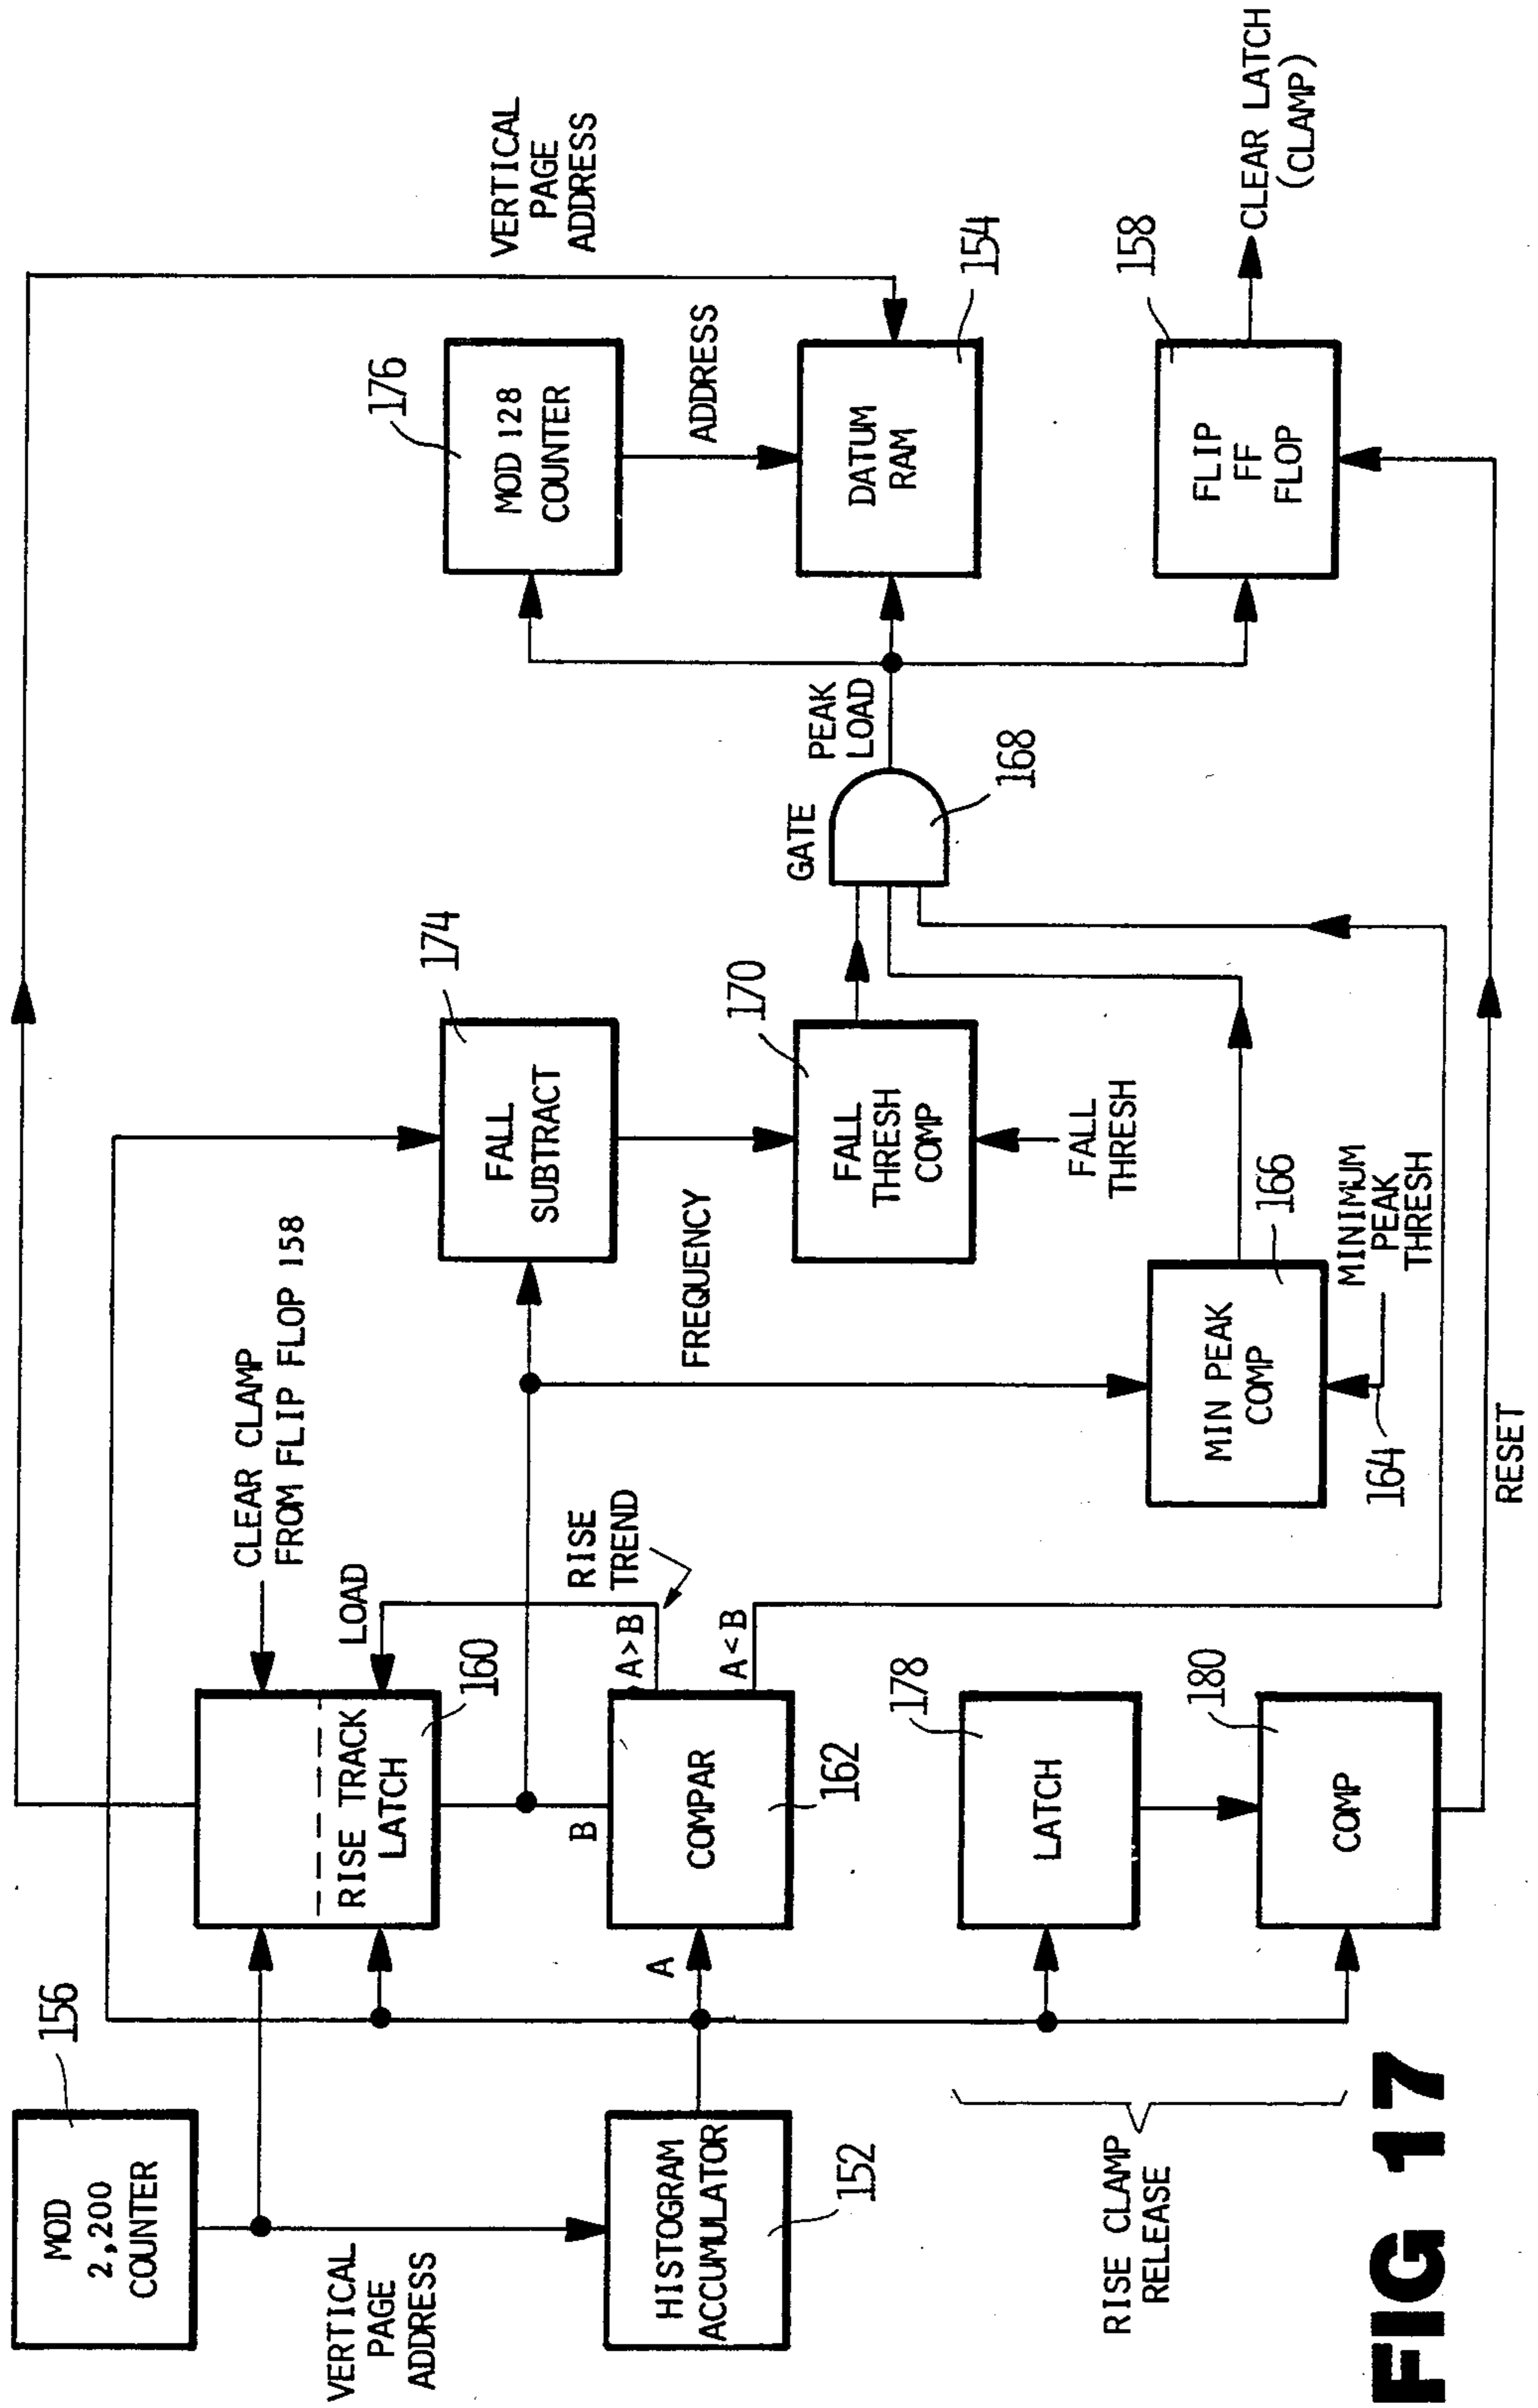 156
MOD
2,200
COUNTER
VERTICAL
PAGE
ADDRESS
HISTOGRAM
ACCUMULATOR
152
CLEAR CLAMP
FROM FLIP FLOP 158
LOAD
RISE TRACK
LATCH
160
RISE
TREND
B
A
COMPAR
A>B
A<B
162
178
LATCH
180
COMP
RISE CLAMP
RELEASE
174
FALL
SUBTRACT
FREQUENCY
170
FALL
THRESH
COMP
FALL
THRESH
MIN PEAK
COMP
166
164
MINIMUM
PEAK
THRESH
RESET
GATE
168
PEAK
LOAD
176
MOD 128
COUNTER
ADDRESS
VERTICAL
PAGE
ADDRESS
DATUM
RAM
154
158
FLIP
FF
FLOP
CLEAR LATCH
(CLAMP)
FIG 17